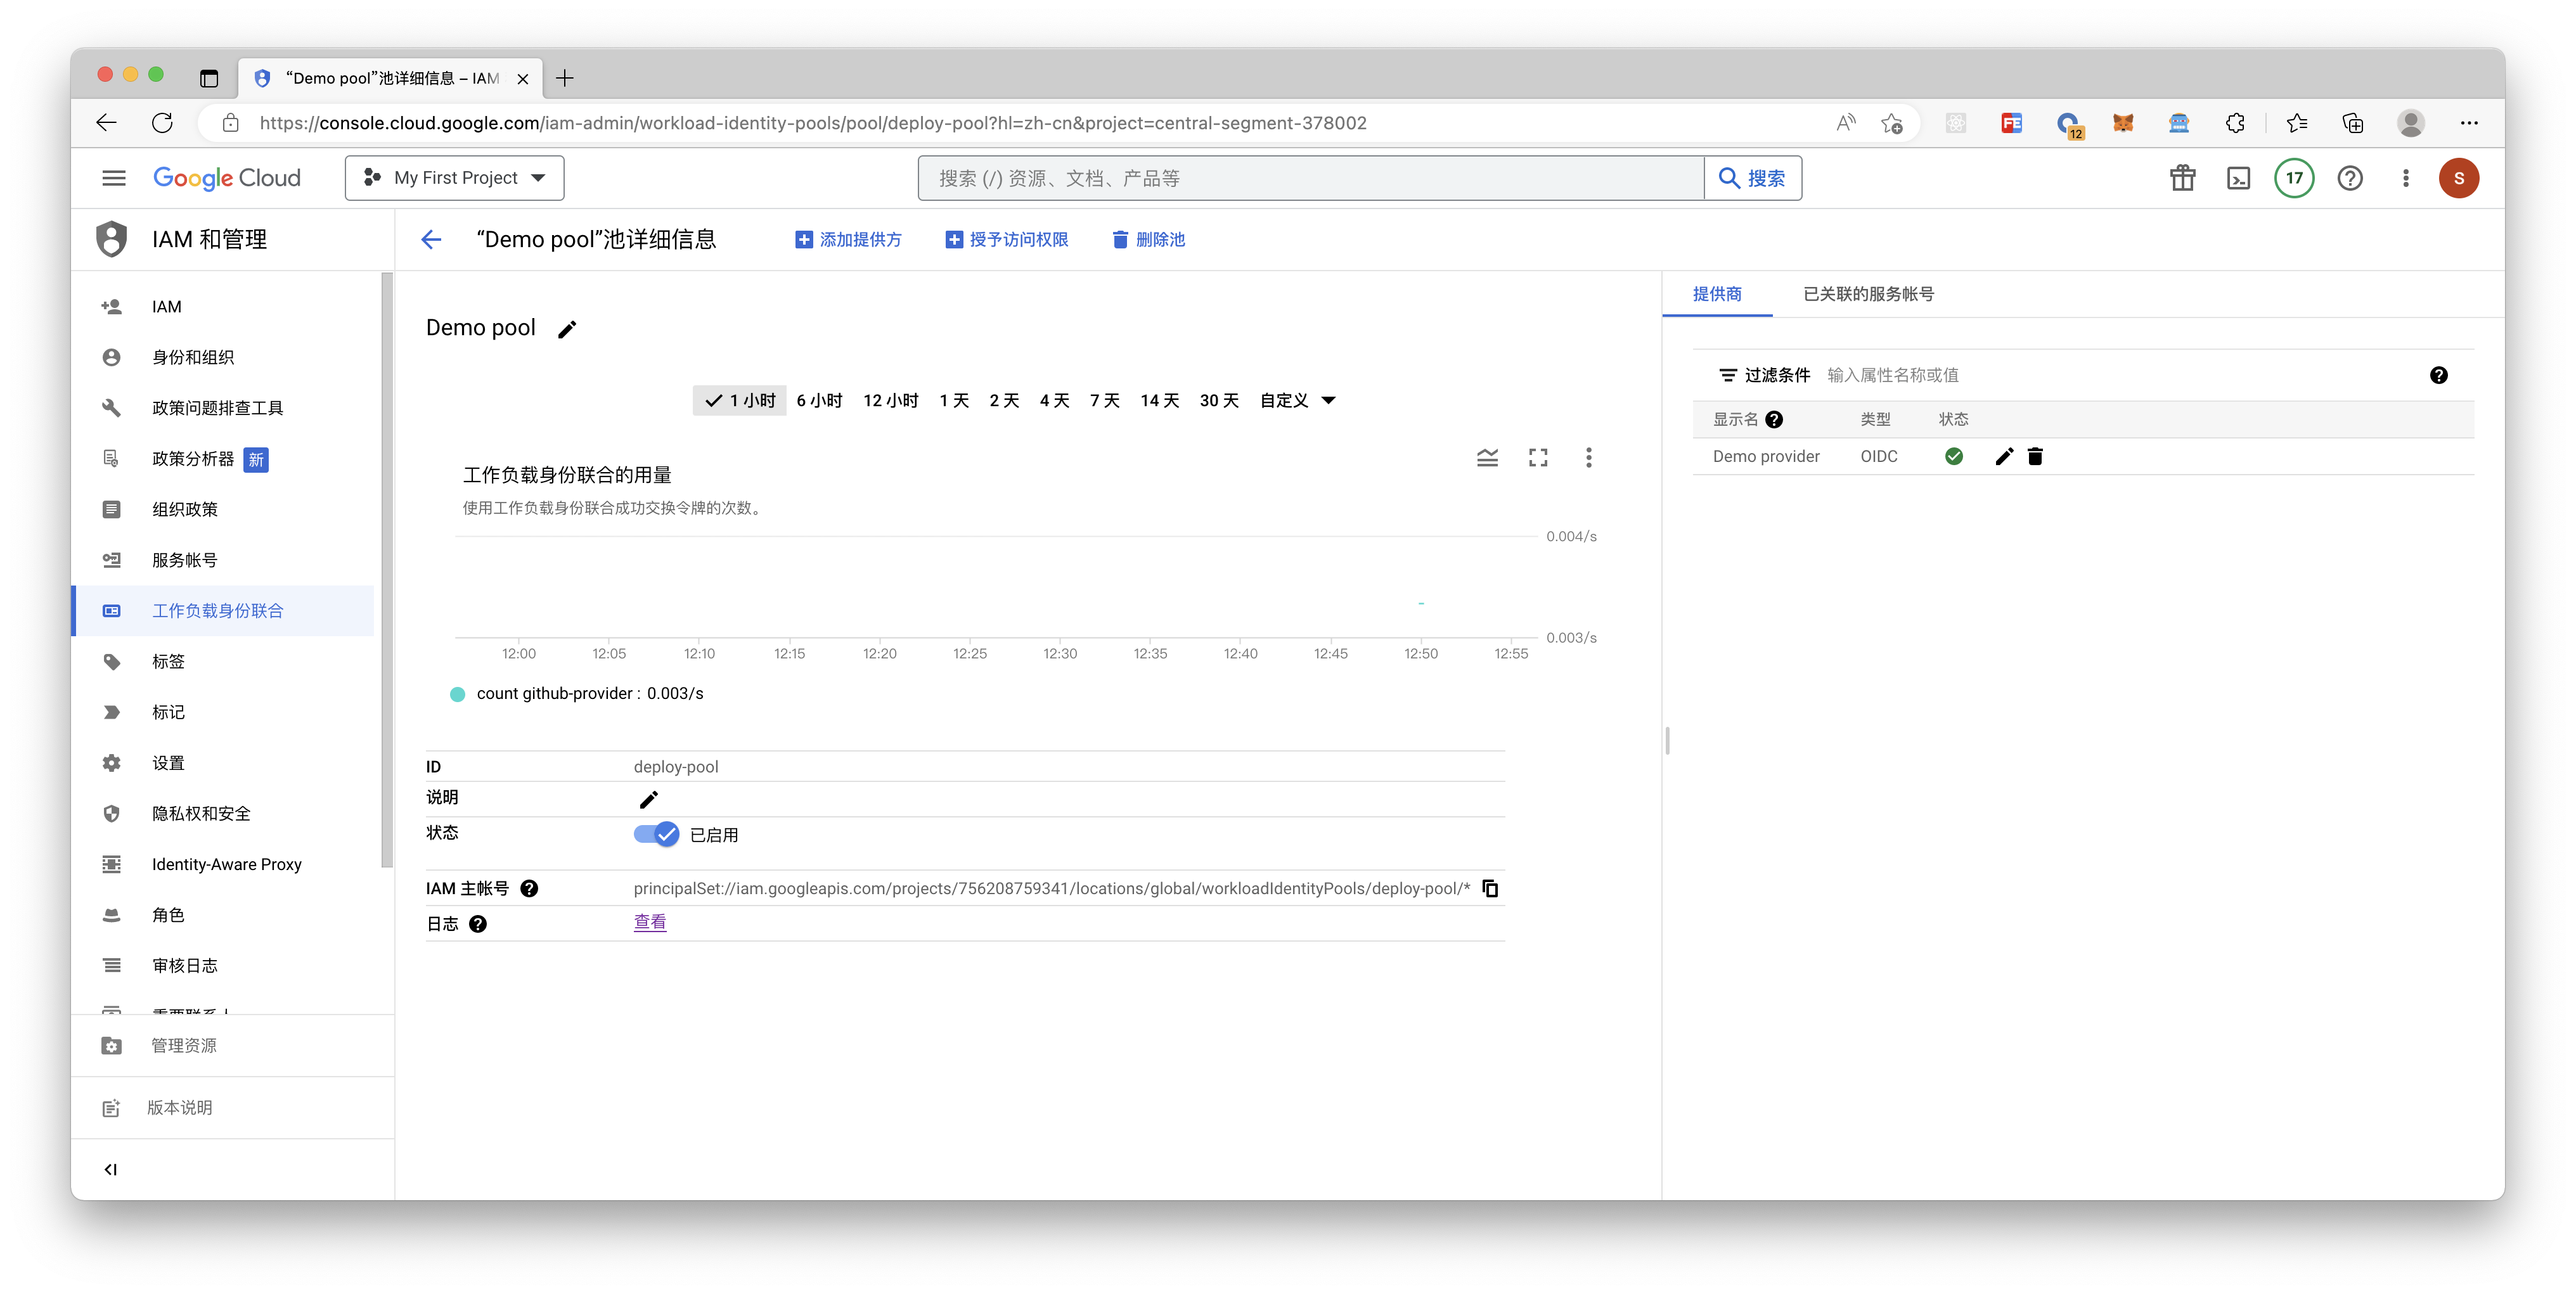 “Demo pool”池详细信息 – IAM
https://console.cloud.google.com/iam-admin/workload-identity-pools/pool/deploy-pool?hl=zh-cn&project=central-segment-378002
A
FE
12
Google Cloud
My First Project
搜索 (/) 资源、文档、产品等
搜索
17
S
IAM 和管理
“Demo pool”池详细信息
添加提供方
授予访问权限
删除池
IAM
身份和组织
政策问题排查工具
政策分析器 新
组织政策
服务帐号
工作负载身份联合
标签
标记
设置
隐私权和安全
Identity-Aware Proxy
角色
审核日志
管理资源
版本说明
Demo pool
1 小时 6 小时 12 小时 1 天 2 天 4 天 7 天 14 天 30 天 自定义
工作负载身份联合的用量
使用工作负载身份联合成功交换令牌的次数。
0.004/s
0.003/s
12:00 12:05 12:10 12:15 12:20 12:25 12:30 12:35 12:40 12:45 12:50 12:55
count github-provider : 0.003/s
ID deploy-pool
说明
状态 已启用
IAM 主帐号 principalSet://iam.googleapis.com/projects/756208759341/locations/global/workloadIdentityPools/deploy-pool/*
日志 查看
提供商 已关联的服务帐号
过滤条件 输入属性名称或值
显示名 类型 状态
Demo provider OIDC